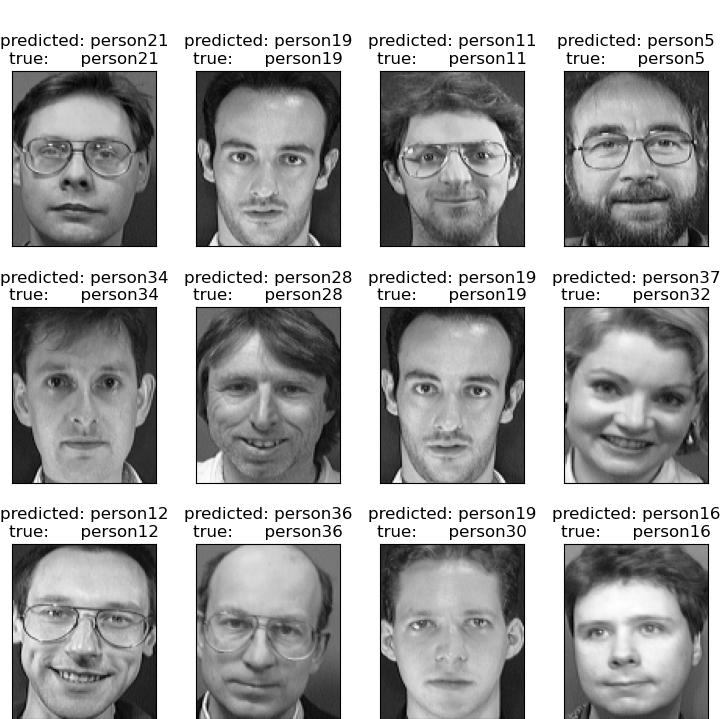 predicted: person21
true: person21
predicted: person19
true: person19
predicted: person11
true: person11
predicted: person5
true: person5
predicted: person34
true: person34
predicted: person28
true: person28
predicted: person19
true: person19
predicted: person37
true: person32
predicted: person12
true: person12
predicted: person36
true: person36
predicted: person19
true: person30
predicted: person16
true: person16